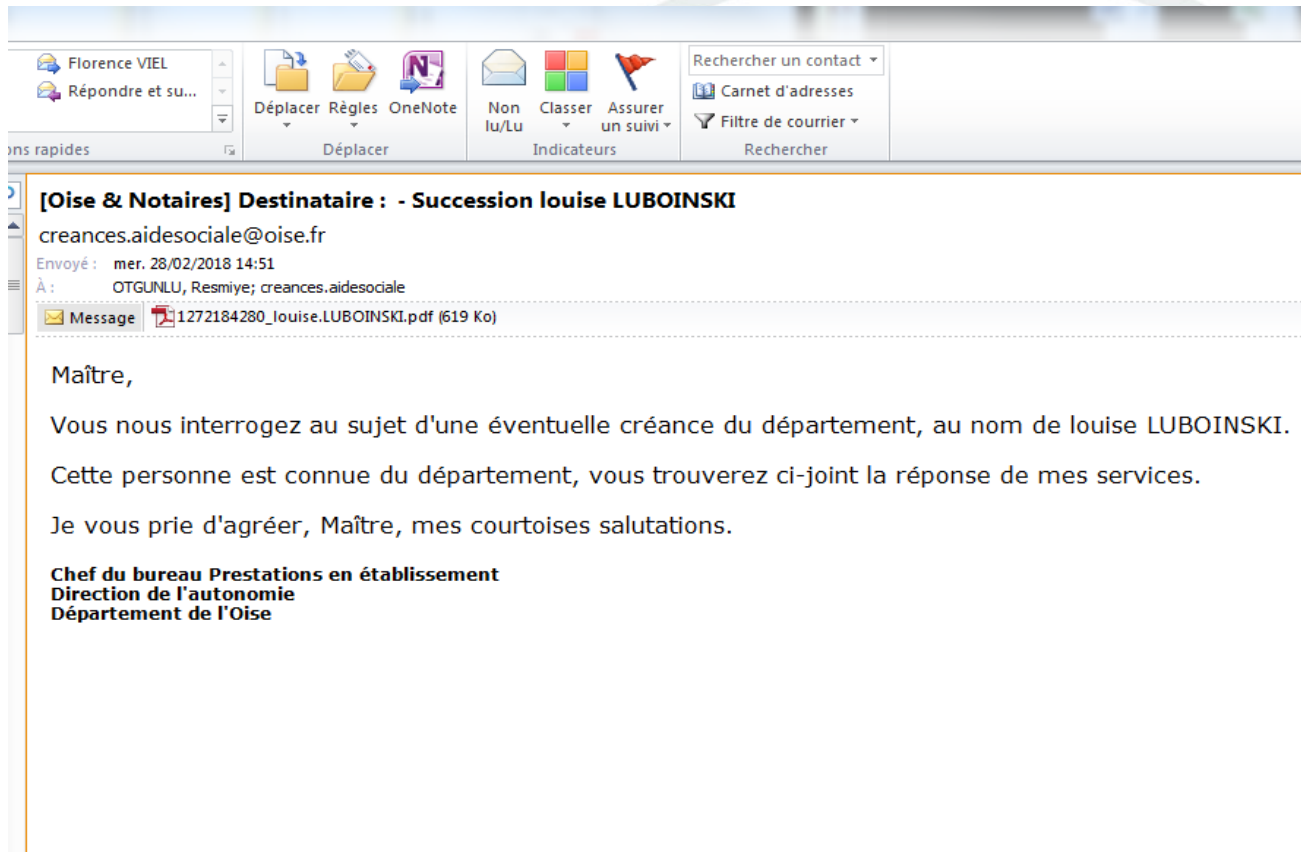 Florence VIEL
Répondre et su...
Déplacer Règles OneNote
Non lu/Lu
Classer
Assurer un suivi
Rechercher un contact
Carnet d'adresses
Filtre de courrier
rapides
Déplacer
Indicateurs
Rechercher
[Oise & Notaires] Destinataire :  - Succession louise LUBOINSKI
creances.aidesociale@oise.fr
Envoyé : mer. 28/02/2018 14:51
À : OTGUNLU, Resmiye; creances.aidesociale
Message 1272184280_louise.LUBOINSKI.pdf (619 Ko)
Maître,
Vous nous interrogez au sujet d'une éventuelle créance du département, au nom de louise LUBOINSKI.
Cette personne est connue du département, vous trouverez ci-joint la réponse de mes services.
Je vous prie d'agréer, Maître, mes courtoises salutations.
Chef du bureau Prestations en établissement
Direction de l'autonomie
Département de l'Oise